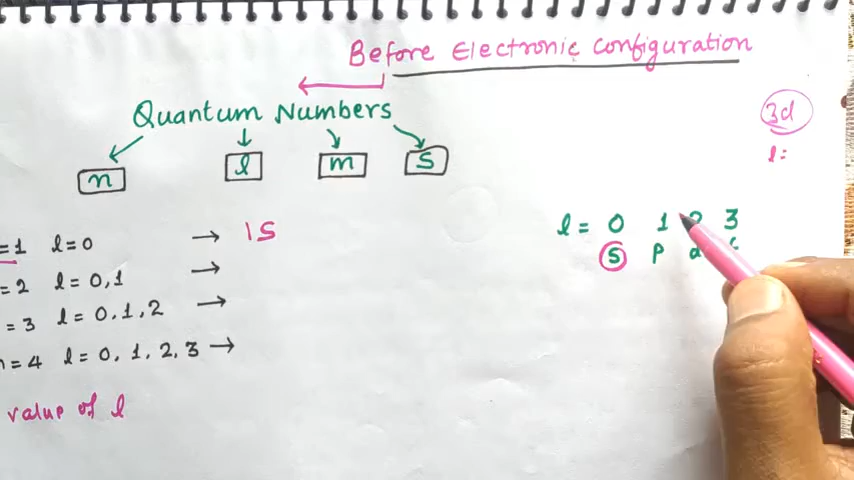 Before Electronic Configuration
Quantum Numbers
n l m s
3d
l=
=1 l=0 → 1S
=2 l=0,1 →
=3 l=0,1,2 →
n=4 l=0,1,2,3 →
l= 0 1 2 3
S P
value of l